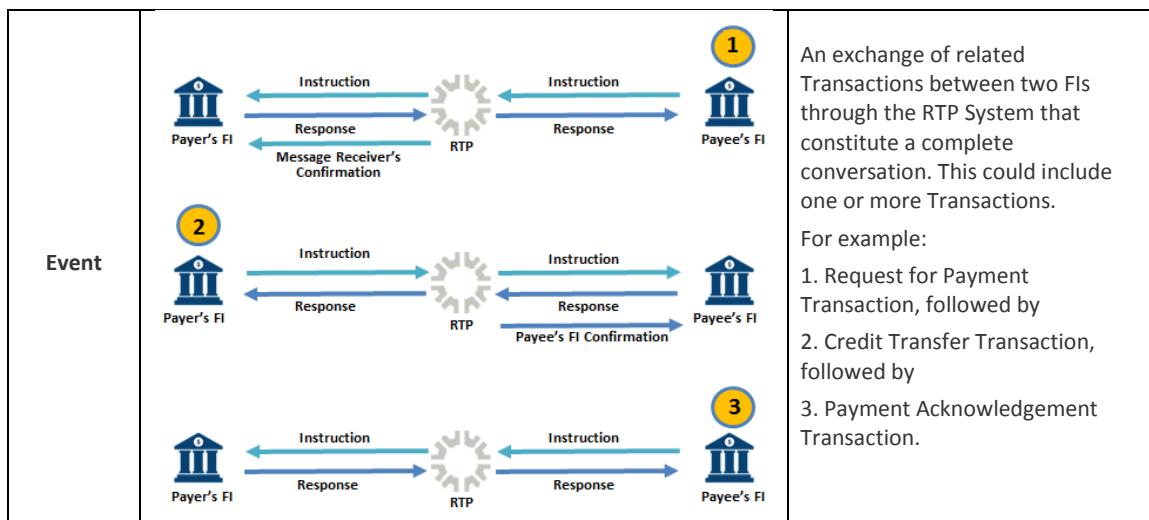 Event
1
Instruction
Instruction
Payer's FI
Response
RTP
Response
Payee's FI
Message Receiver's
Confirmation
2
Instruction
Instruction
Payer's FI
Response
RTP
Response
Payee's FI
Payee's FI Confirmation
3
Instruction
Instruction
Payer's FI
Response
RTP
Response
Payee's FI
An exchange of related
Transactions between two FIs
through the RTP System that
constitute a complete
conversation. This could include
one or more Transactions.
For example:
1. Request for Payment
Transaction, followed by
2. Credit Transfer Transaction,
followed by
3. Payment Acknowledgement
Transaction.